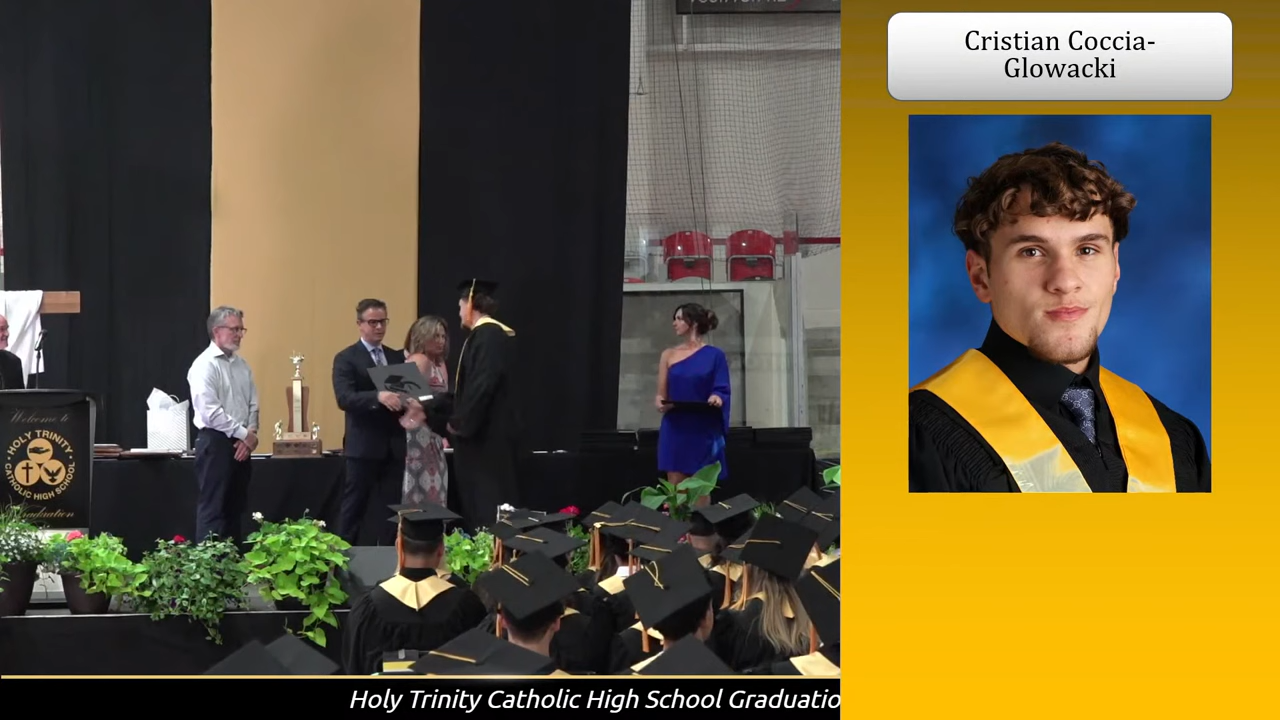 Cristian Coccia-
Glowacki
Welcome to
HOLY TRINITY
CATHOLIC HIGH SCHOOL
Graduation
Holy Trinity Catholic High School Graduatio